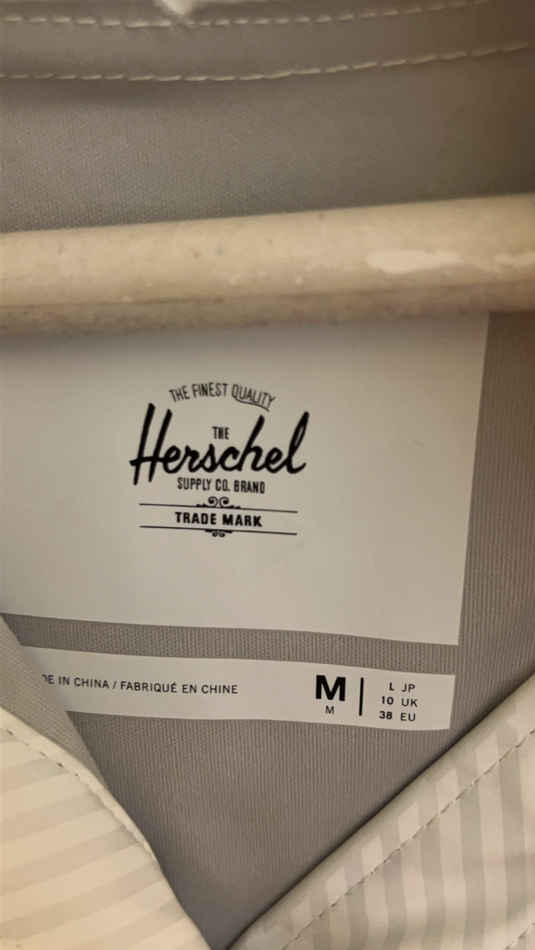 THE FINEST QUALITY
THE
Herschel
SUPPLY CO. BRAND
TRADE MARK
IN CHINA / FABRIQUÉ EN CHINE
M
M
L JP
10 UK
38 EU